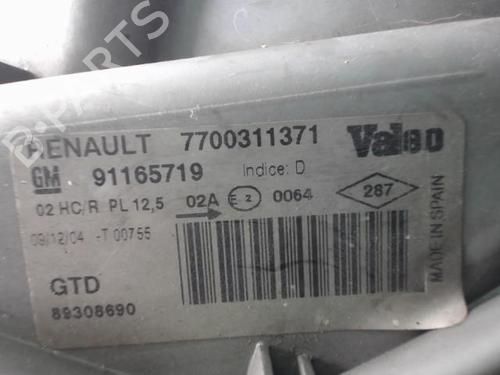 B-PARTS
RENAULT 7700311371 Valeo
GM 91165719 Indice: D
02 HC/R PL 12,5 02A E2 0064 287
09/12/04 -T 00755
GTD
89308690
MADE IN SPAIN